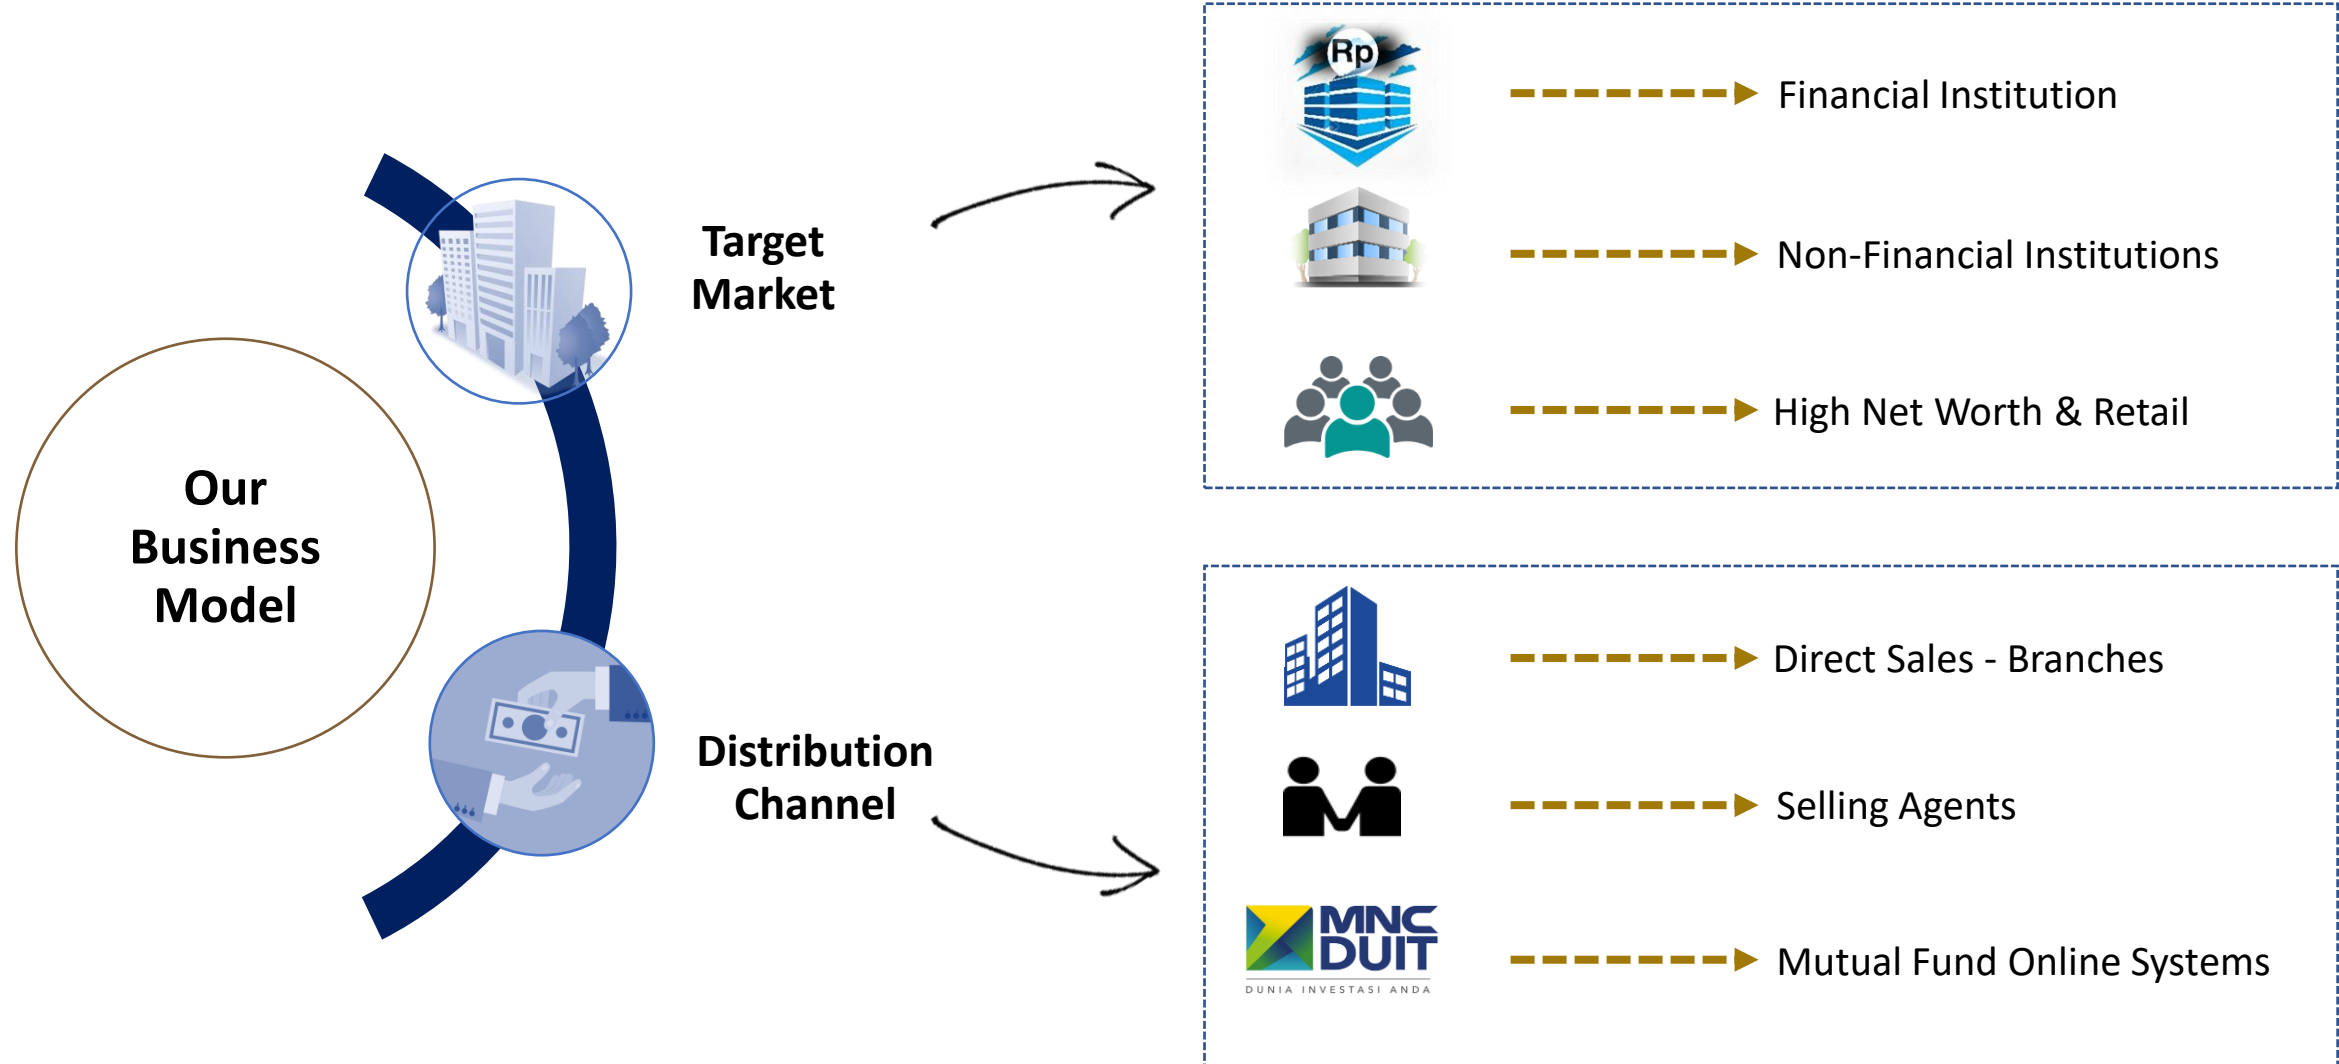 Our
Business
Model
Target
Market
Rp
Financial Institution
Non-Financial Institutions
High Net Worth & Retail
Distribution
Channel
Direct Sales - Branches
Selling Agents
MNC
DUIT
DUNIA INVESTASI ANDA
Mutual Fund Online Systems